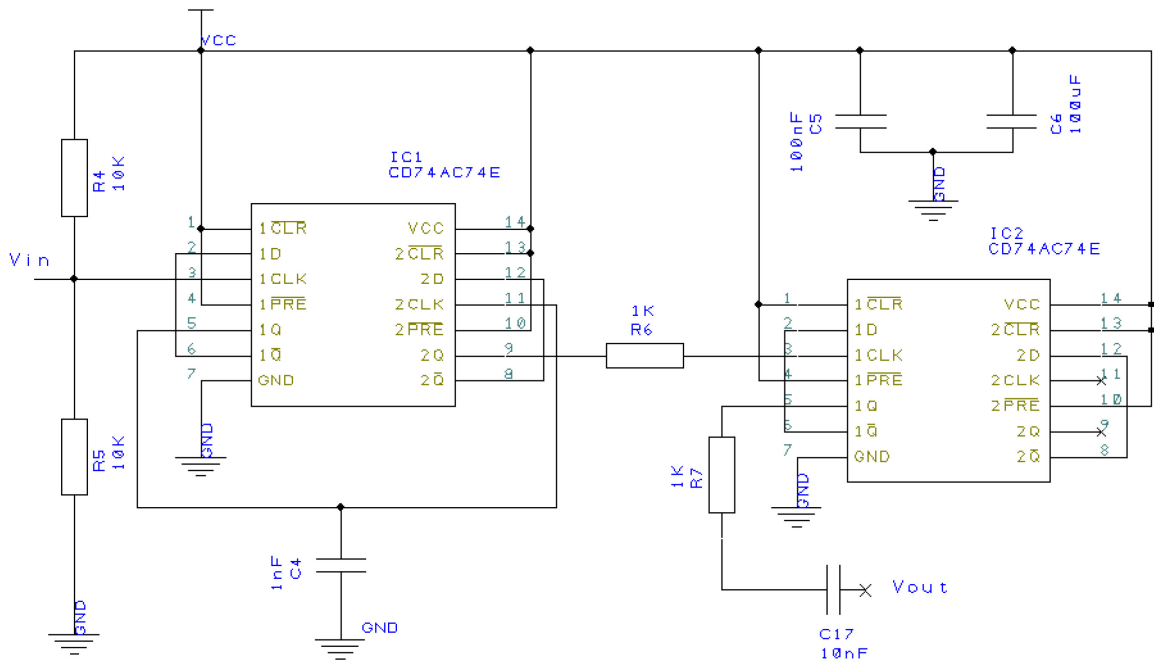 VCC
R4
10K
Vin
R5
10K
GND
IC1
CD74AC74E
1 1CLR VCC 14
2 1D 2CLR 13
3 1CLK 2D 12
4 1PRE 2CLK 11
5 1Q 2PRE 10
6 1Q 2Q 9
7 GND 2Q 8
GND
1nF
C4
GND
1K
R6
100nF
C5
C6
100uF
GND
IC2
CD74AC74E
1 1CLR VCC 14
2 1D 2CLR 13
3 1CLK 2D 12
4 1PRE 2CLK 11
5 1Q 2PRE 10
6 1Q 2Q 9
7 GND 2Q 8
GND
1K
R7
Vout
C17
10nF